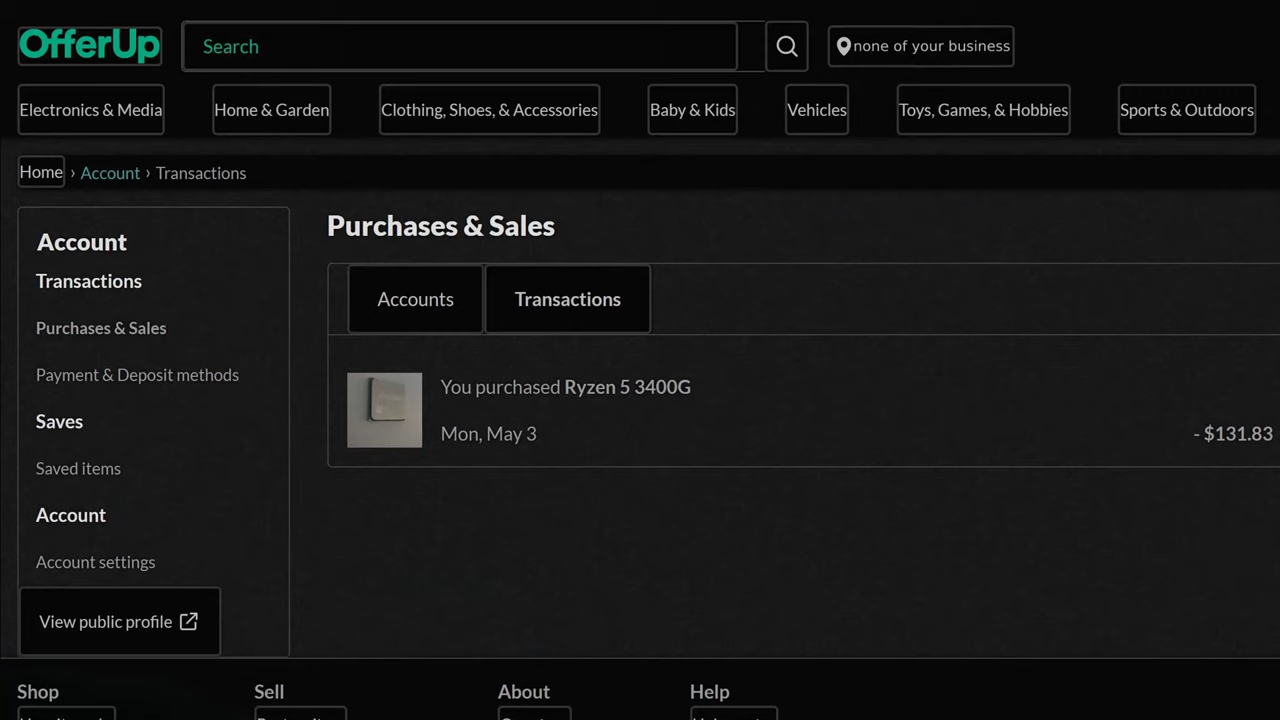 OfferUp
Search
none of your business
Electronics & Media
Home & Garden
Clothing, Shoes, & Accessories
Baby & Kids
Vehicles
Toys, Games, & Hobbies
Sports & Outdoors
Home › Account › Transactions
Account
Transactions
Purchases & Sales
Payment & Deposit methods
Saves
Saved items
Account
Account settings
View public profile
Purchases & Sales
Accounts
Transactions
You purchased Ryzen 5 3400G
Mon, May 3
- $131.83
Shop
Sell
About
Help